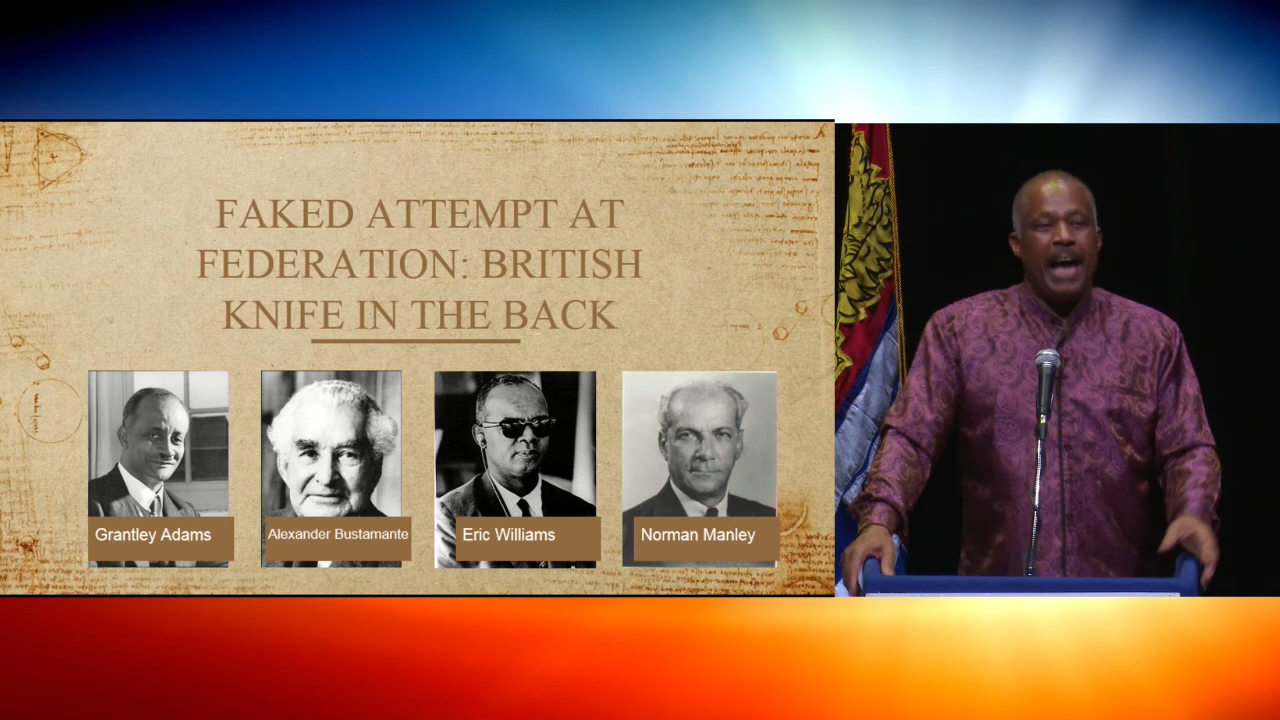 FAKED ATTEMPT AT
FEDERATION: BRITISH
KNIFE IN THE BACK
Grantley Adams
Alexander Bustamante
Eric Williams
Norman Manley